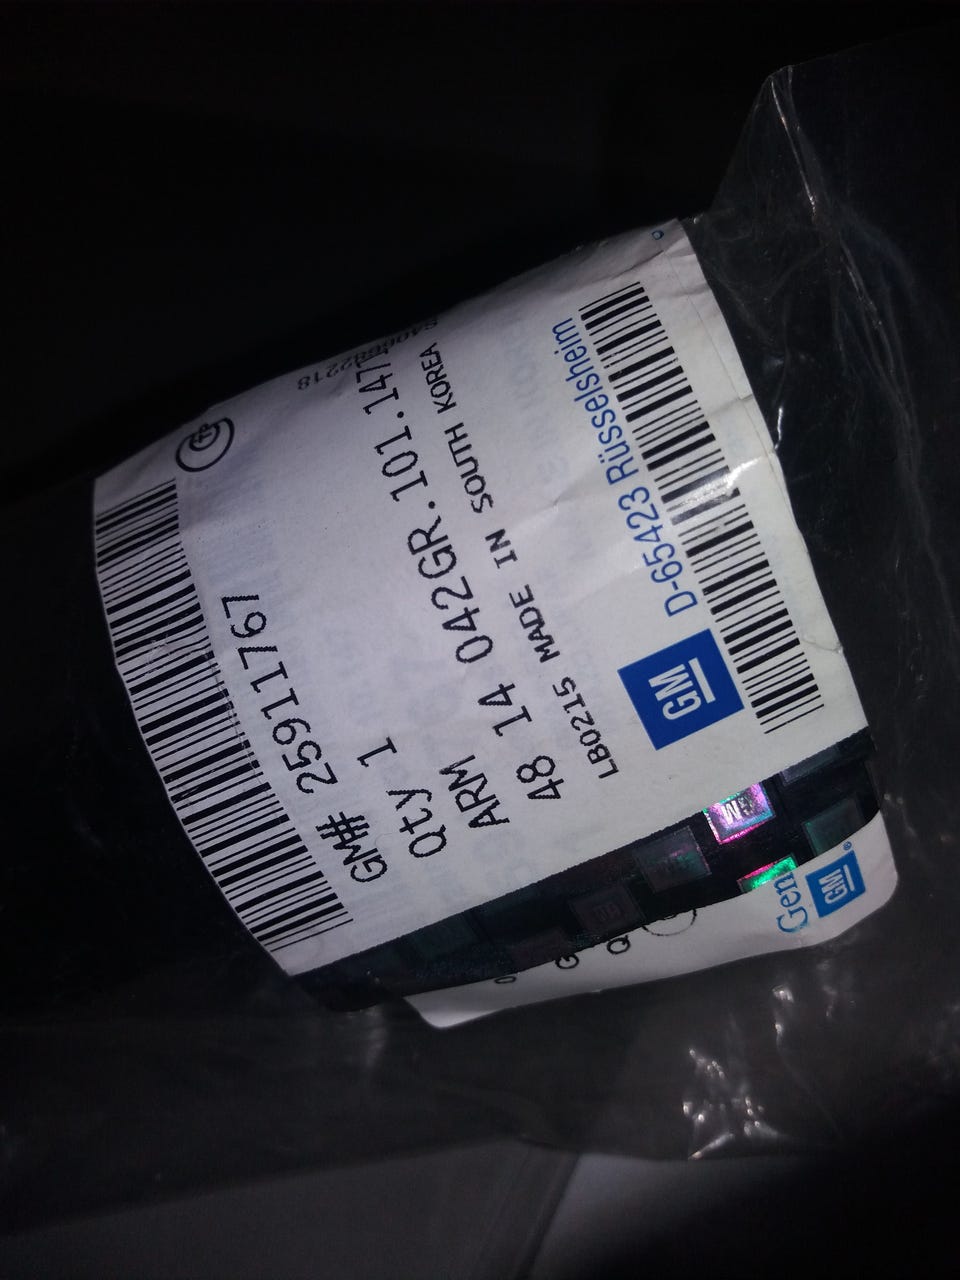 GM# 25911767
Qty 1
ARM
48 14 042GR.101.147
LB0215 MADE IN SOUTH KOREA
GM D-65423 Rüsselsheim
GM
GM